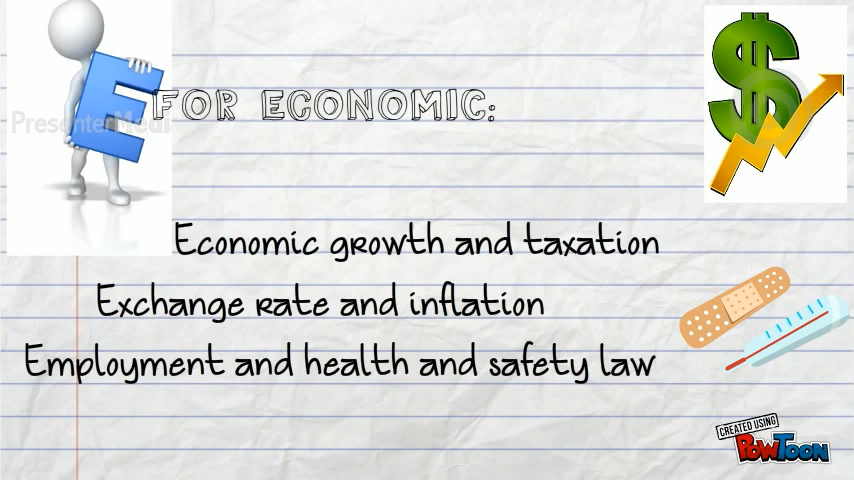 E FOR ECONOMIC:
PresenterMedi
Economic growth and taxation
Exchange rate and inflation
Employment and health and safety law
CREATED USING
POWTOON